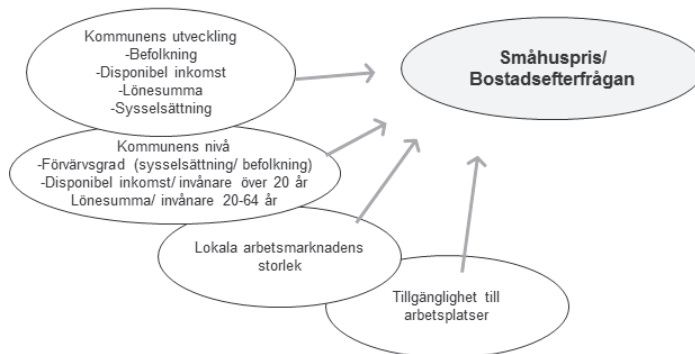 Kommunens utveckling
-Befolkning
-Disponibel inkomst
-Lönesumma
-Sysselsättning
Småhuspris/
Bostadsefterfrågan
Kommunens nivå
-Förvärvsgrad (sysselsättning/ befolkning)
-Disponibel inkomst/ invånare över 20 år
Lönesumma/ invånare 20-64 år
Lokala arbetsmarknadens
storlek
Tillgänglighet till
arbetsplatser